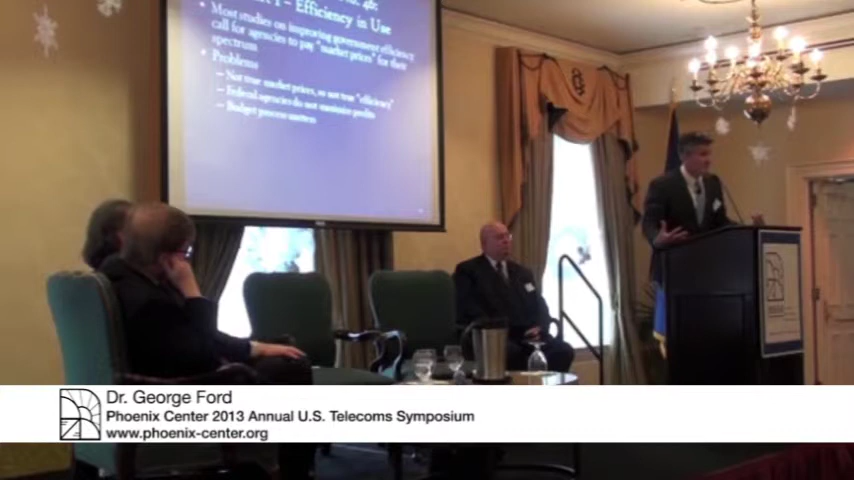 Efficiency in Use
• Most studies on improving government efficiency
call for agencies to pay "market prices" for their
spectrum
• Problems
– Not true market prices, so not true "efficiency"
– Federal agencies do not maximize profits
– Budget process matters
Dr. George Ford
Phoenix Center 2013 Annual U.S. Telecoms Symposium
www.phoenix-center.org